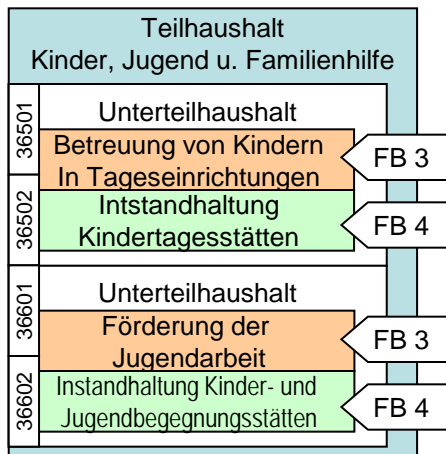 Teilhaushalt
Kinder, Jugend u. Familienhilfe
36501
Unterteilhaushalt
Betreuung von Kindern
In Tageseinrichtungen
FB 3
36502
Intstandhaltung
Kindertagesstätten
FB 4
36601
Unterteilhaushalt
Förderung der
Jugendarbeit
FB 3
36602
Instandhaltung Kinder- und
Jugendbegegnungsstätten
FB 4